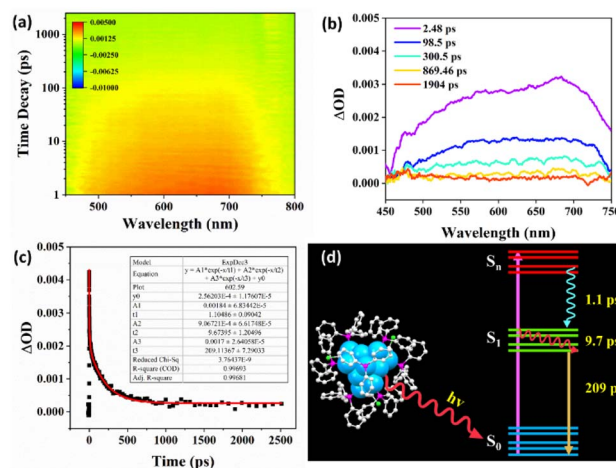 (a)
0.00500
0.00125
-0.00250
-0.00625
-0.01000
Time Decay (ps)
1000
100
10
1
500 600 700 800
Wavelength (nm)
(b)
2.48 ps
98.5 ps
300.5 ps
869.46 ps
1904 ps
ΔOD
0.005
0.004
0.003
0.002
0.001
0.000
450 500 550 600 650 700 750
Wavelength (nm)
(c)
ΔOD
0.005
0.004
0.003
0.002
0.001
0.000
Model ExpDec3
Equation y = A1*exp(-x/t1) + A2*exp(-x/t2) + A3*exp(-x/t3) + y0
Plot 602.59
y0 2.56203E-4 ± 1.17607E-5
A1 0.00184 ± 6.83442E-5
t1 1.10486 ± 0.09042
A2 9.06721E-4 ± 6.61748E-5
t2 9.67395 ± 1.20496
A3 0.0017 ± 2.64058E-5
t3 209.11367 ± 7.29033
Reduced Chi-Sq 3.76437E-9
R-square (COD) 0.99693
Adj. R-square 0.99681
0 500 1000 1500 2000 2500
Time (ps)
(d)
Sn
S1
S0
1.1 ps
9.7 ps
209 ps
hν